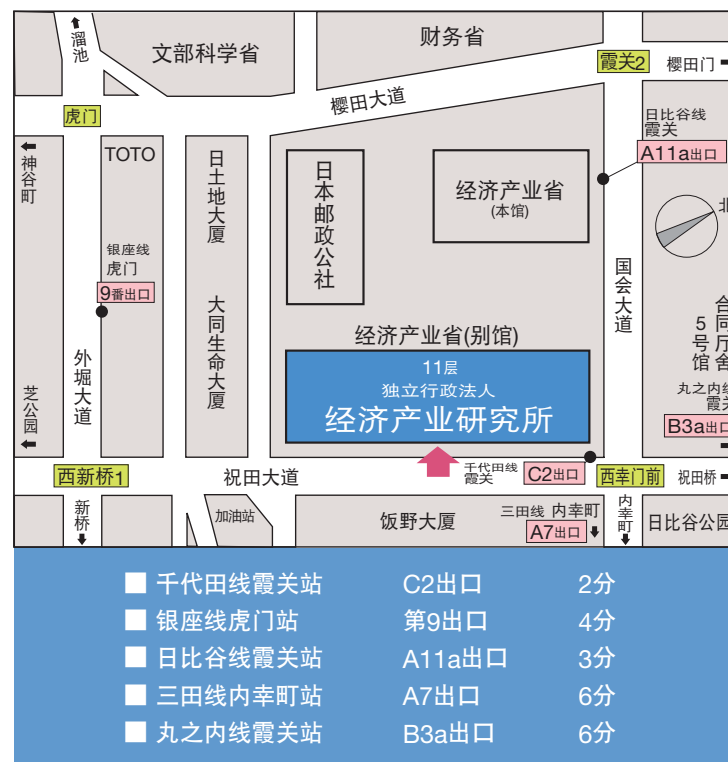 溜池
文部科学省
财务省
霞关2
樱田门
樱田大道
虎门
日比谷线
霞关
A11a出口
神谷町
TOTO
日土地大厦
日本邮政公社
经济产业省
(本馆)
北
银座线
虎门
9番出口
国会大道
大同生命大厦
合同厅舍
5号馆
经济产业省(别馆)
外堀大道
11层
独立行政法人
经济产业研究所
丸之内线
霞关
B3a出口
芝公园
西新桥1
祝田大道
千代田线
霞关
C2出口
西幸门前
祝田桥
新桥
加油站
饭野大厦
三田线 内幸町
A7出口
内幸町
日比谷公园
■ 千代田线霞关站 C2出口 2分
■ 银座线虎门站 第9出口 4分
■ 日比谷线霞关站 A11a出口 3分
■ 三田线内幸町站 A7出口 6分
■ 丸之内线霞关站 B3a出口 6分